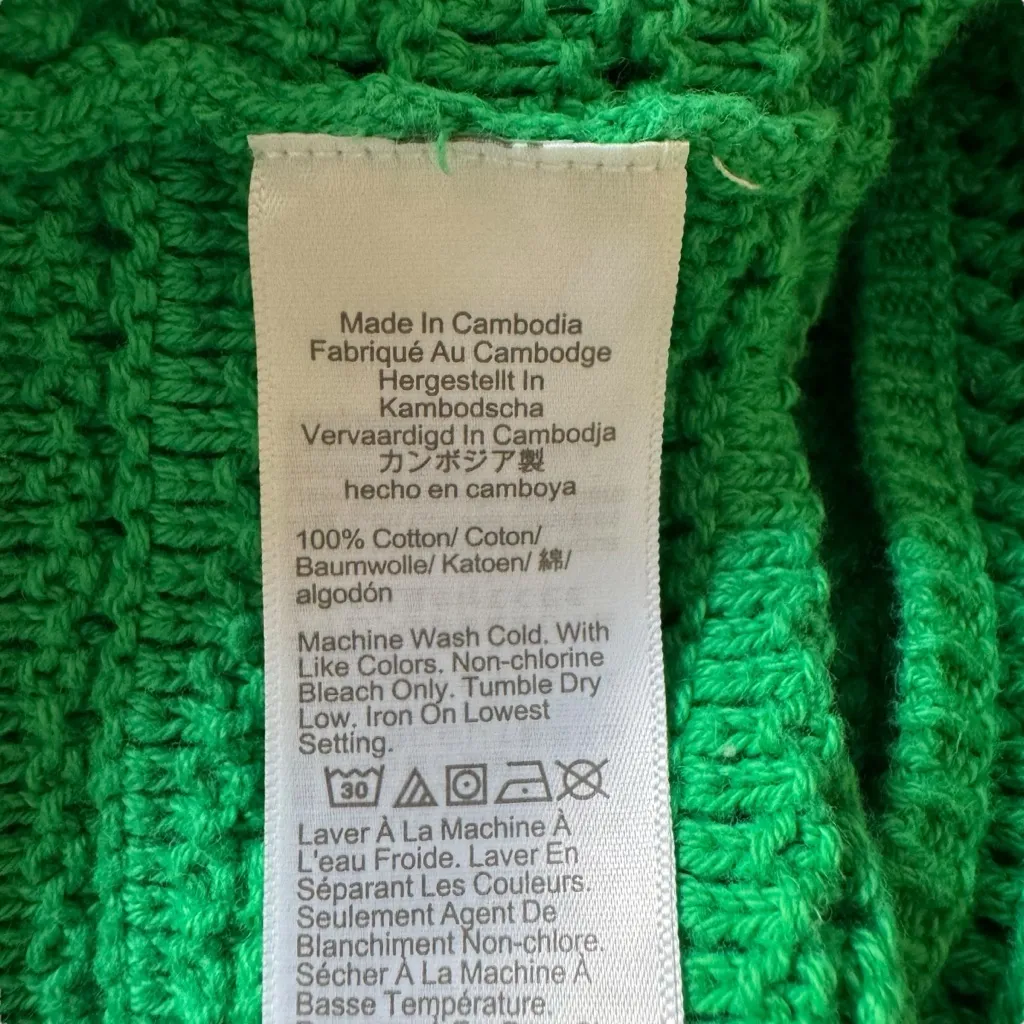 Made In Cambodia
Fabriqué Au Cambodge
Hergestellt In
Kambodscha
Vervaardigd In Cambodja
カンボジア製
hecho en camboya
100% Cotton/ Coton/
Baumwolle/ Katoen/ 綿/
algodón
Machine Wash Cold. With
Like Colors. Non-chlorine
Bleach Only. Tumble Dry
Low. Iron On Lowest
Setting.
30
Laver À La Machine À
L'eau Froide. Laver En
Séparant Les Couleurs.
Seulement Agent De
Blanchiment Non-chlore.
Sécher À La Machine À
Basse Température.